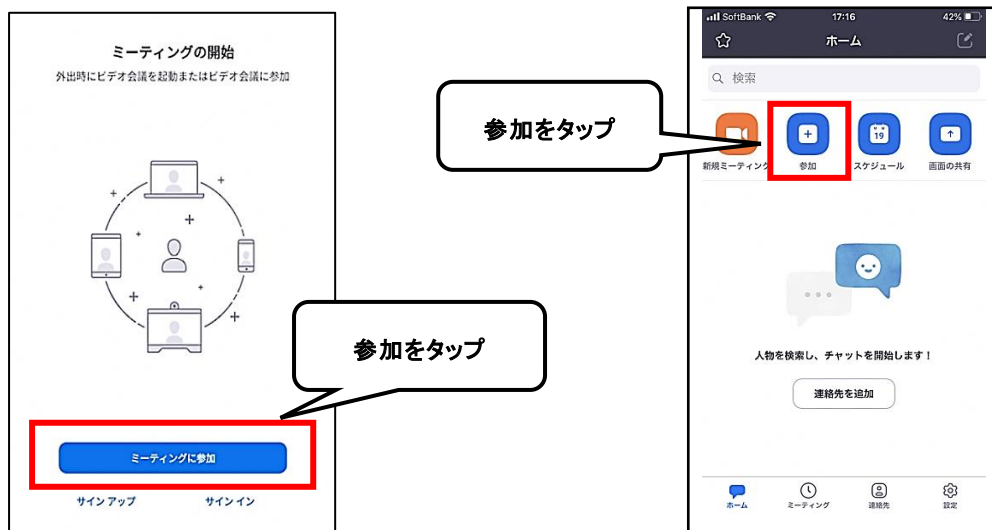 ミーティングの開始
外出時にビデオ会議を起動またはビデオ会議に参加
参加をタップ
ミーティングに参加
サインアップ
サインイン
参加をタップ
SoftBank 17:16 42%
ホーム
検索
新規ミーティング
参加
19
スケジュール
画面の共有
人物を検索し、チャットを開始します！
連絡先を追加
ホーム
ミーティング
連絡先
設定